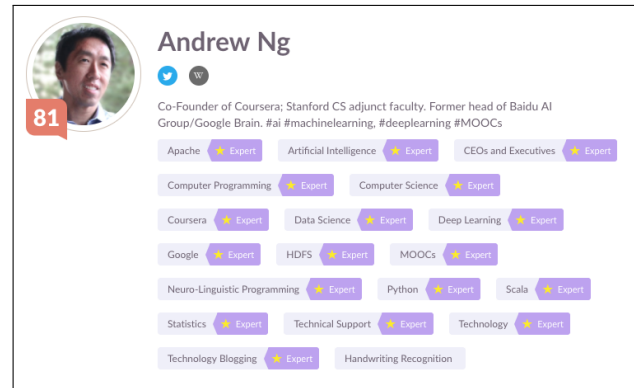 Andrew Ng
W
Co-Founder of Coursera; Stanford CS adjunct faculty. Former head of Baidu AI
Group/Google Brain. #ai #machinelearning, #deeplearning #MOOCs
81
Apache Expert Artificial Intelligence Expert CEOs and Executives Expert
Computer Programming Expert Computer Science Expert
Coursera Expert Data Science Expert Deep Learning Expert
Google Expert HDFS Expert MOOCs Expert
Neuro-Linguistic Programming Expert Python Expert Scala Expert
Statistics Expert Technical Support Expert Technology Expert
Technology Blogging Expert Handwriting Recognition